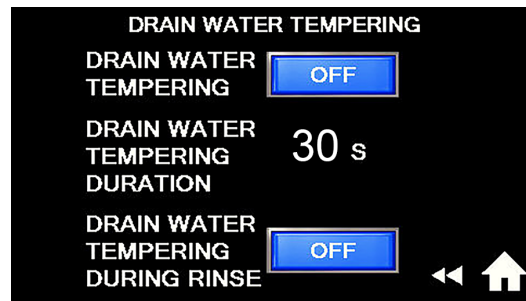 DRAIN WATER TEMPERING
DRAIN WATER
TEMPERING
OFF
DRAIN WATER
TEMPERING
DURATION
30 s
DRAIN WATER
TEMPERING
DURING RINSE
OFF